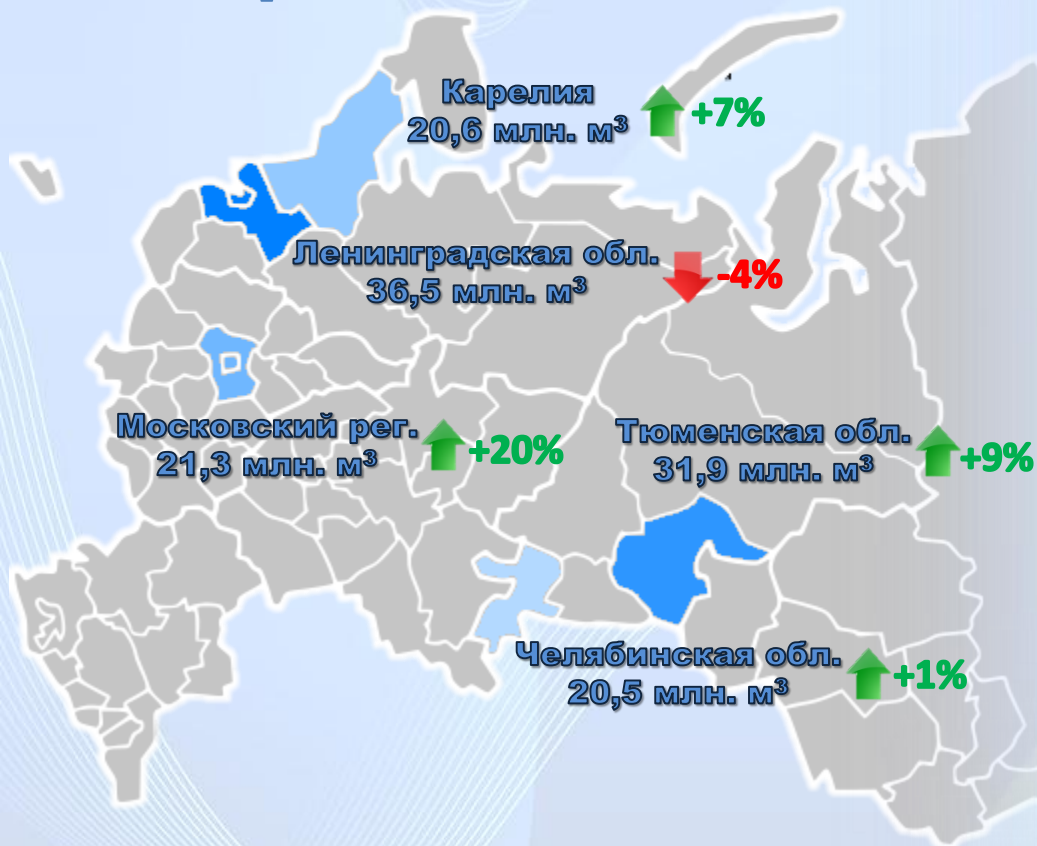 Карелия
20,6 млн. м³
+7%
Ленинградская обл.
36,5 млн. м³
-4%
Московский рег.
21,3 млн. м³
+20%
Тюменская обл.
31,9 млн. м³
+9%
Челябинская обл.
20,5 млн. м³
+1%